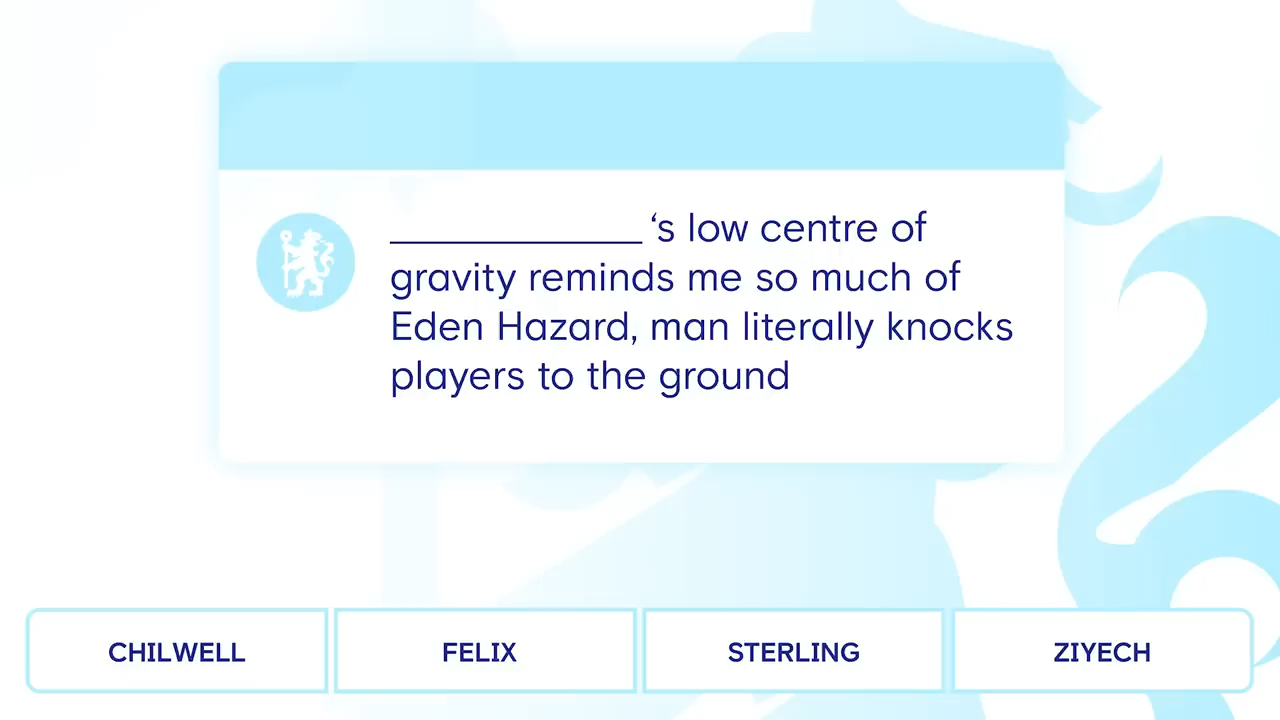 ____________ ‘s low centre of
gravity reminds me so much of
Eden Hazard, man literally knocks
players to the ground
CHILWELL
FELIX
STERLING
ZIYECH